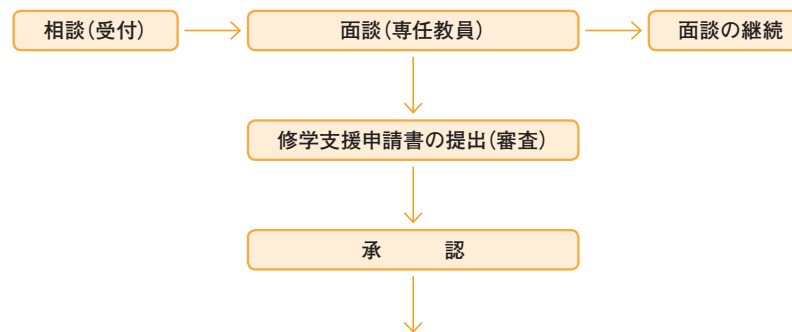 相談(受付)
面談(専任教員)
面談の継続
修学支援申請書の提出(審査)
承　認